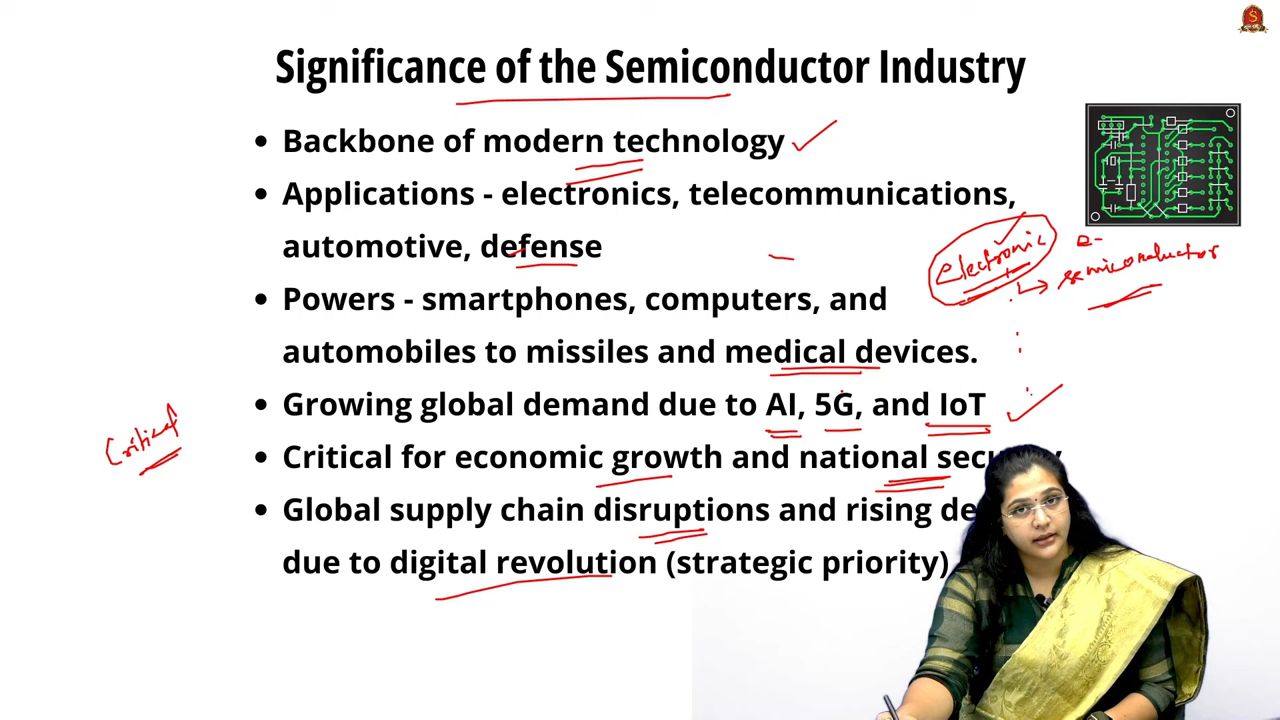 Significance of the Semiconductor Industry
• Backbone of modern technology
• Applications - electronics, telecommunications,
automotive, defense
electronic
e-
semiconductor
• Powers - smartphones, computers, and
automobiles to missiles and medical devices.
• Growing global demand due to AI, 5G, and IoT
Critical
• Critical for economic growth and national
• Global supply chain disruptions and rising
due to digital revolution (strategic priority)